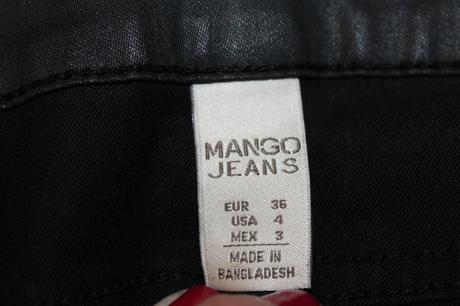 MANGO
JEANS
EUR 36
USA 4
MEX 3
MADE IN
BANGLADESH